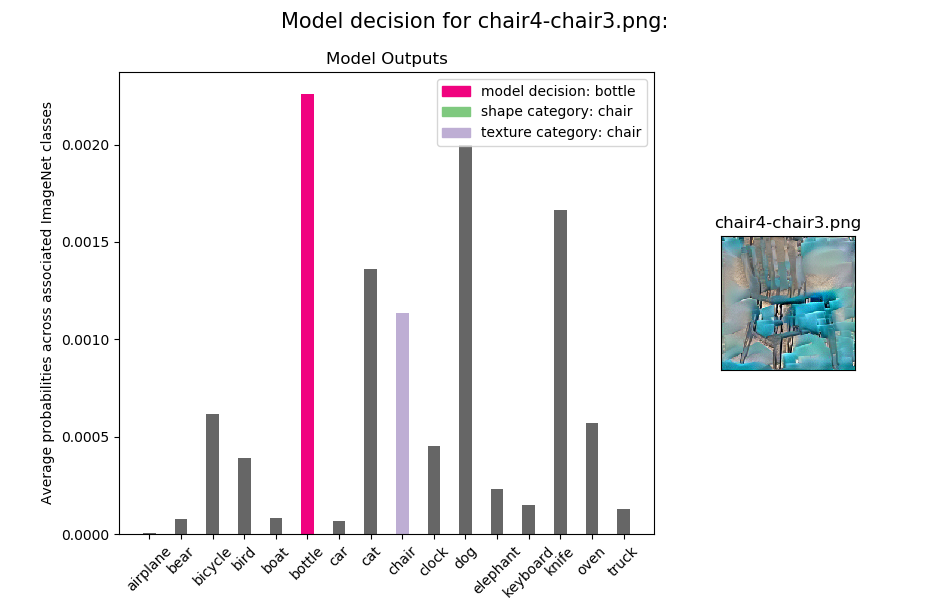 Model decision for chair4-chair3.png:
Model Outputs
model decision: bottle
shape category: chair
texture category: chair
Average probabilities across associated ImageNet classes
0.0020
0.0015
0.0010
0.0005
0.0000
airplane
bear
bicycle
bird
boat
bottle
car
cat
chair
clock
dog
elephant
keyboard
knife
oven
truck
chair4-chair3.png